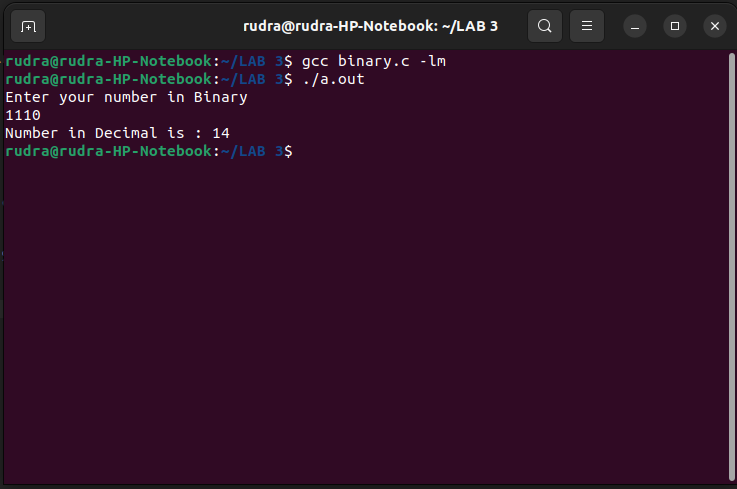 rudra@rudra-HP-Notebook: ~/LAB 3
rudra@rudra-HP-Notebook:~/LAB 3$ gcc binary.c -lm
rudra@rudra-HP-Notebook:~/LAB 3$ ./a.out
Enter your number in Binary
1110
Number in Decimal is : 14
rudra@rudra-HP-Notebook:~/LAB 3$